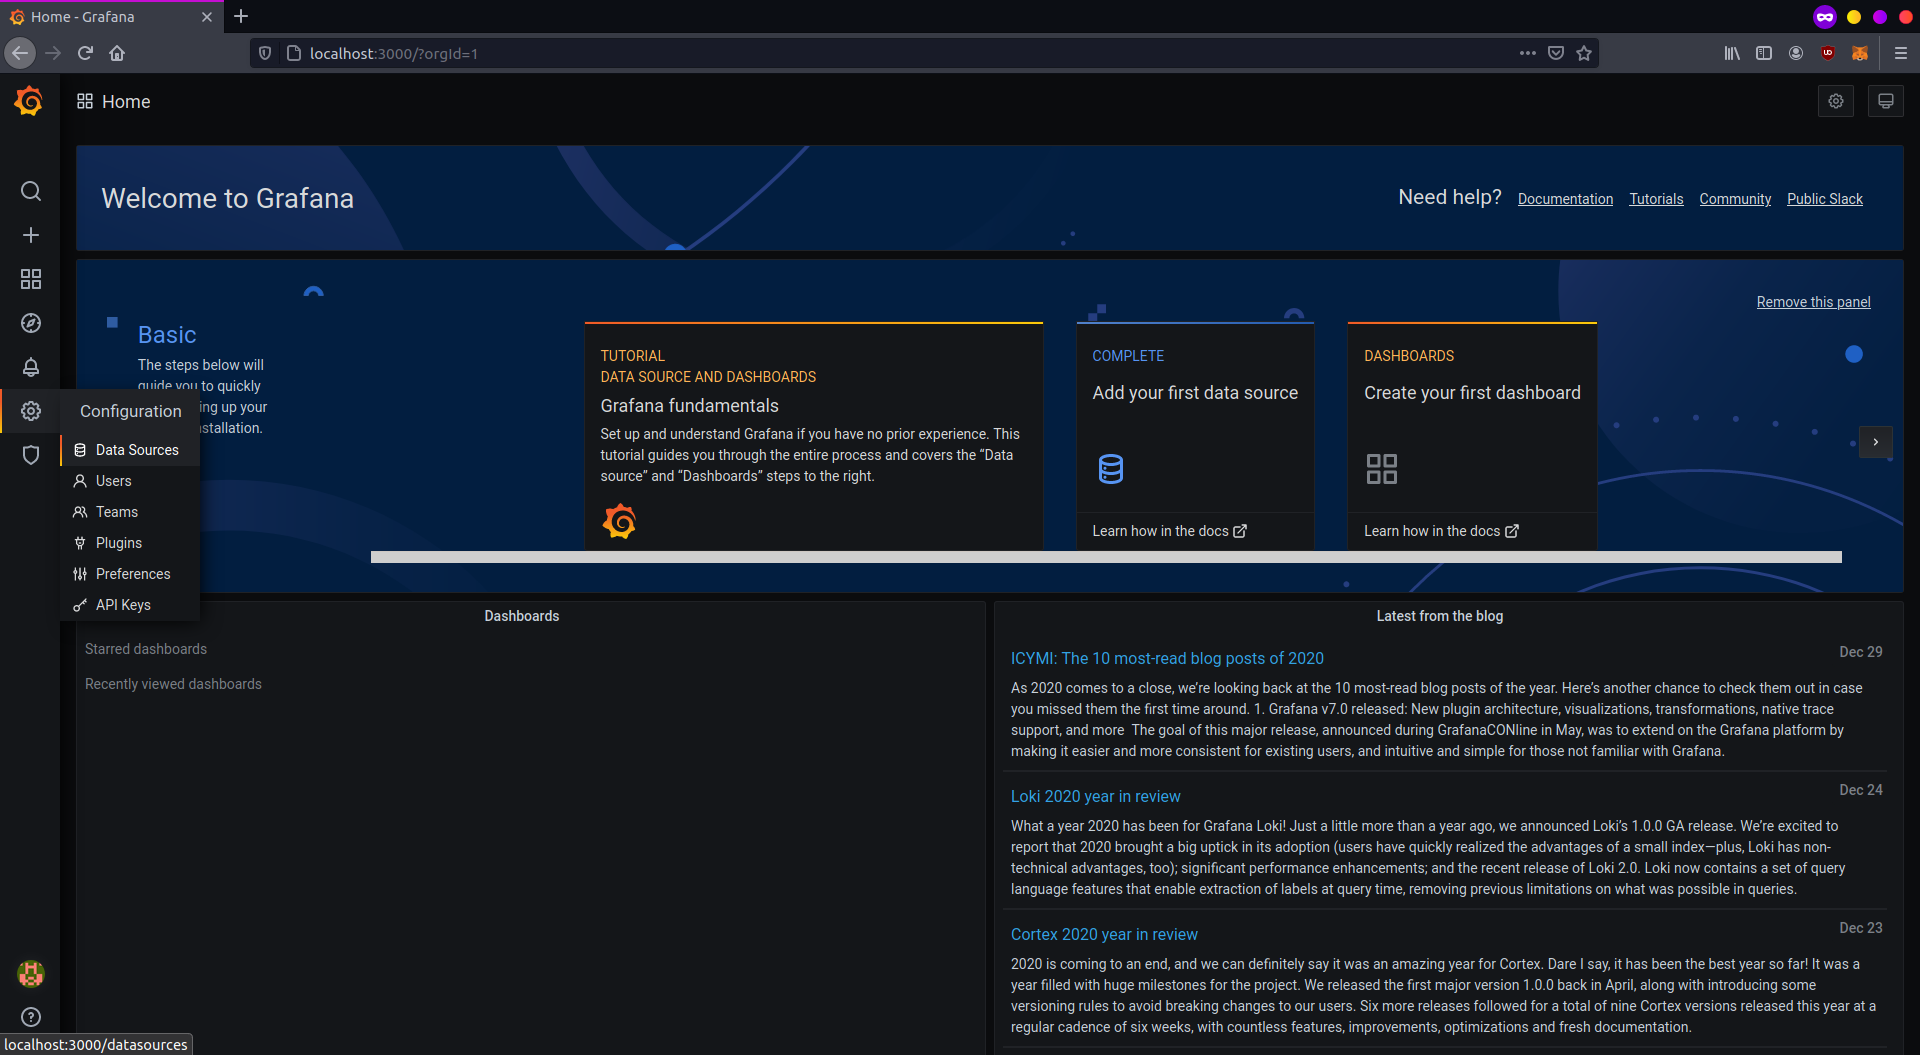 Home - Grafana
localhost:3000/?orgId=1
Home
Welcome to Grafana
Need help? Documentation Tutorials Community Public Slack
Remove this panel
Basic
The steps below will
guide you to quickly
ing up your
stallation.
TUTORIAL
DATA SOURCE AND DASHBOARDS
Grafana fundamentals
Set up and understand Grafana if you have no prior experience. This
tutorial guides you through the entire process and covers the “Data
source” and “Dashboards” steps to the right.
COMPLETE
Add your first data source
Learn how in the docs
DASHBOARDS
Create your first dashboard
Learn how in the docs
Configuration
Data Sources
Users
Teams
Plugins
Preferences
API Keys
Dashboards
Starred dashboards
Recently viewed dashboards
Latest from the blog
ICYMI: The 10 most-read blog posts of 2020
Dec 29
As 2020 comes to a close, we’re looking back at the 10 most-read blog posts of the year. Here’s another chance to check them out in case
you missed them the first time around. 1. Grafana v7.0 released: New plugin architecture, visualizations, transformations, native trace
support, and more  The goal of this major release, announced during GrafanaCONline in May, was to extend on the Grafana platform by
making it easier and more consistent for existing users, and intuitive and simple for those not familiar with Grafana.
Loki 2020 year in review
Dec 24
What a year 2020 has been for Grafana Loki! Just a little more than a year ago, we announced Loki’s 1.0.0 GA release. We’re excited to
report that 2020 brought a big uptick in its adoption (users have quickly realized the advantages of a small index—plus, Loki has non-
technical advantages, too); significant performance enhancements; and the recent release of Loki 2.0. Loki now contains a set of query
language features that enable extraction of labels at query time, removing previous limitations on what was possible in queries.
Cortex 2020 year in review
Dec 23
2020 is coming to an end, and we can definitely say it was an amazing year for Cortex. Dare I say, it has been the best year so far! It was a
year filled with huge milestones for the project. We released the first major version 1.0.0 back in April, along with introducing some
versioning rules to avoid breaking changes to our users. Six more releases followed for a total of nine Cortex versions released this year at a
regular cadence of six weeks, with countless features, improvements, optimizations and fresh documentation.
localhost:3000/datasources